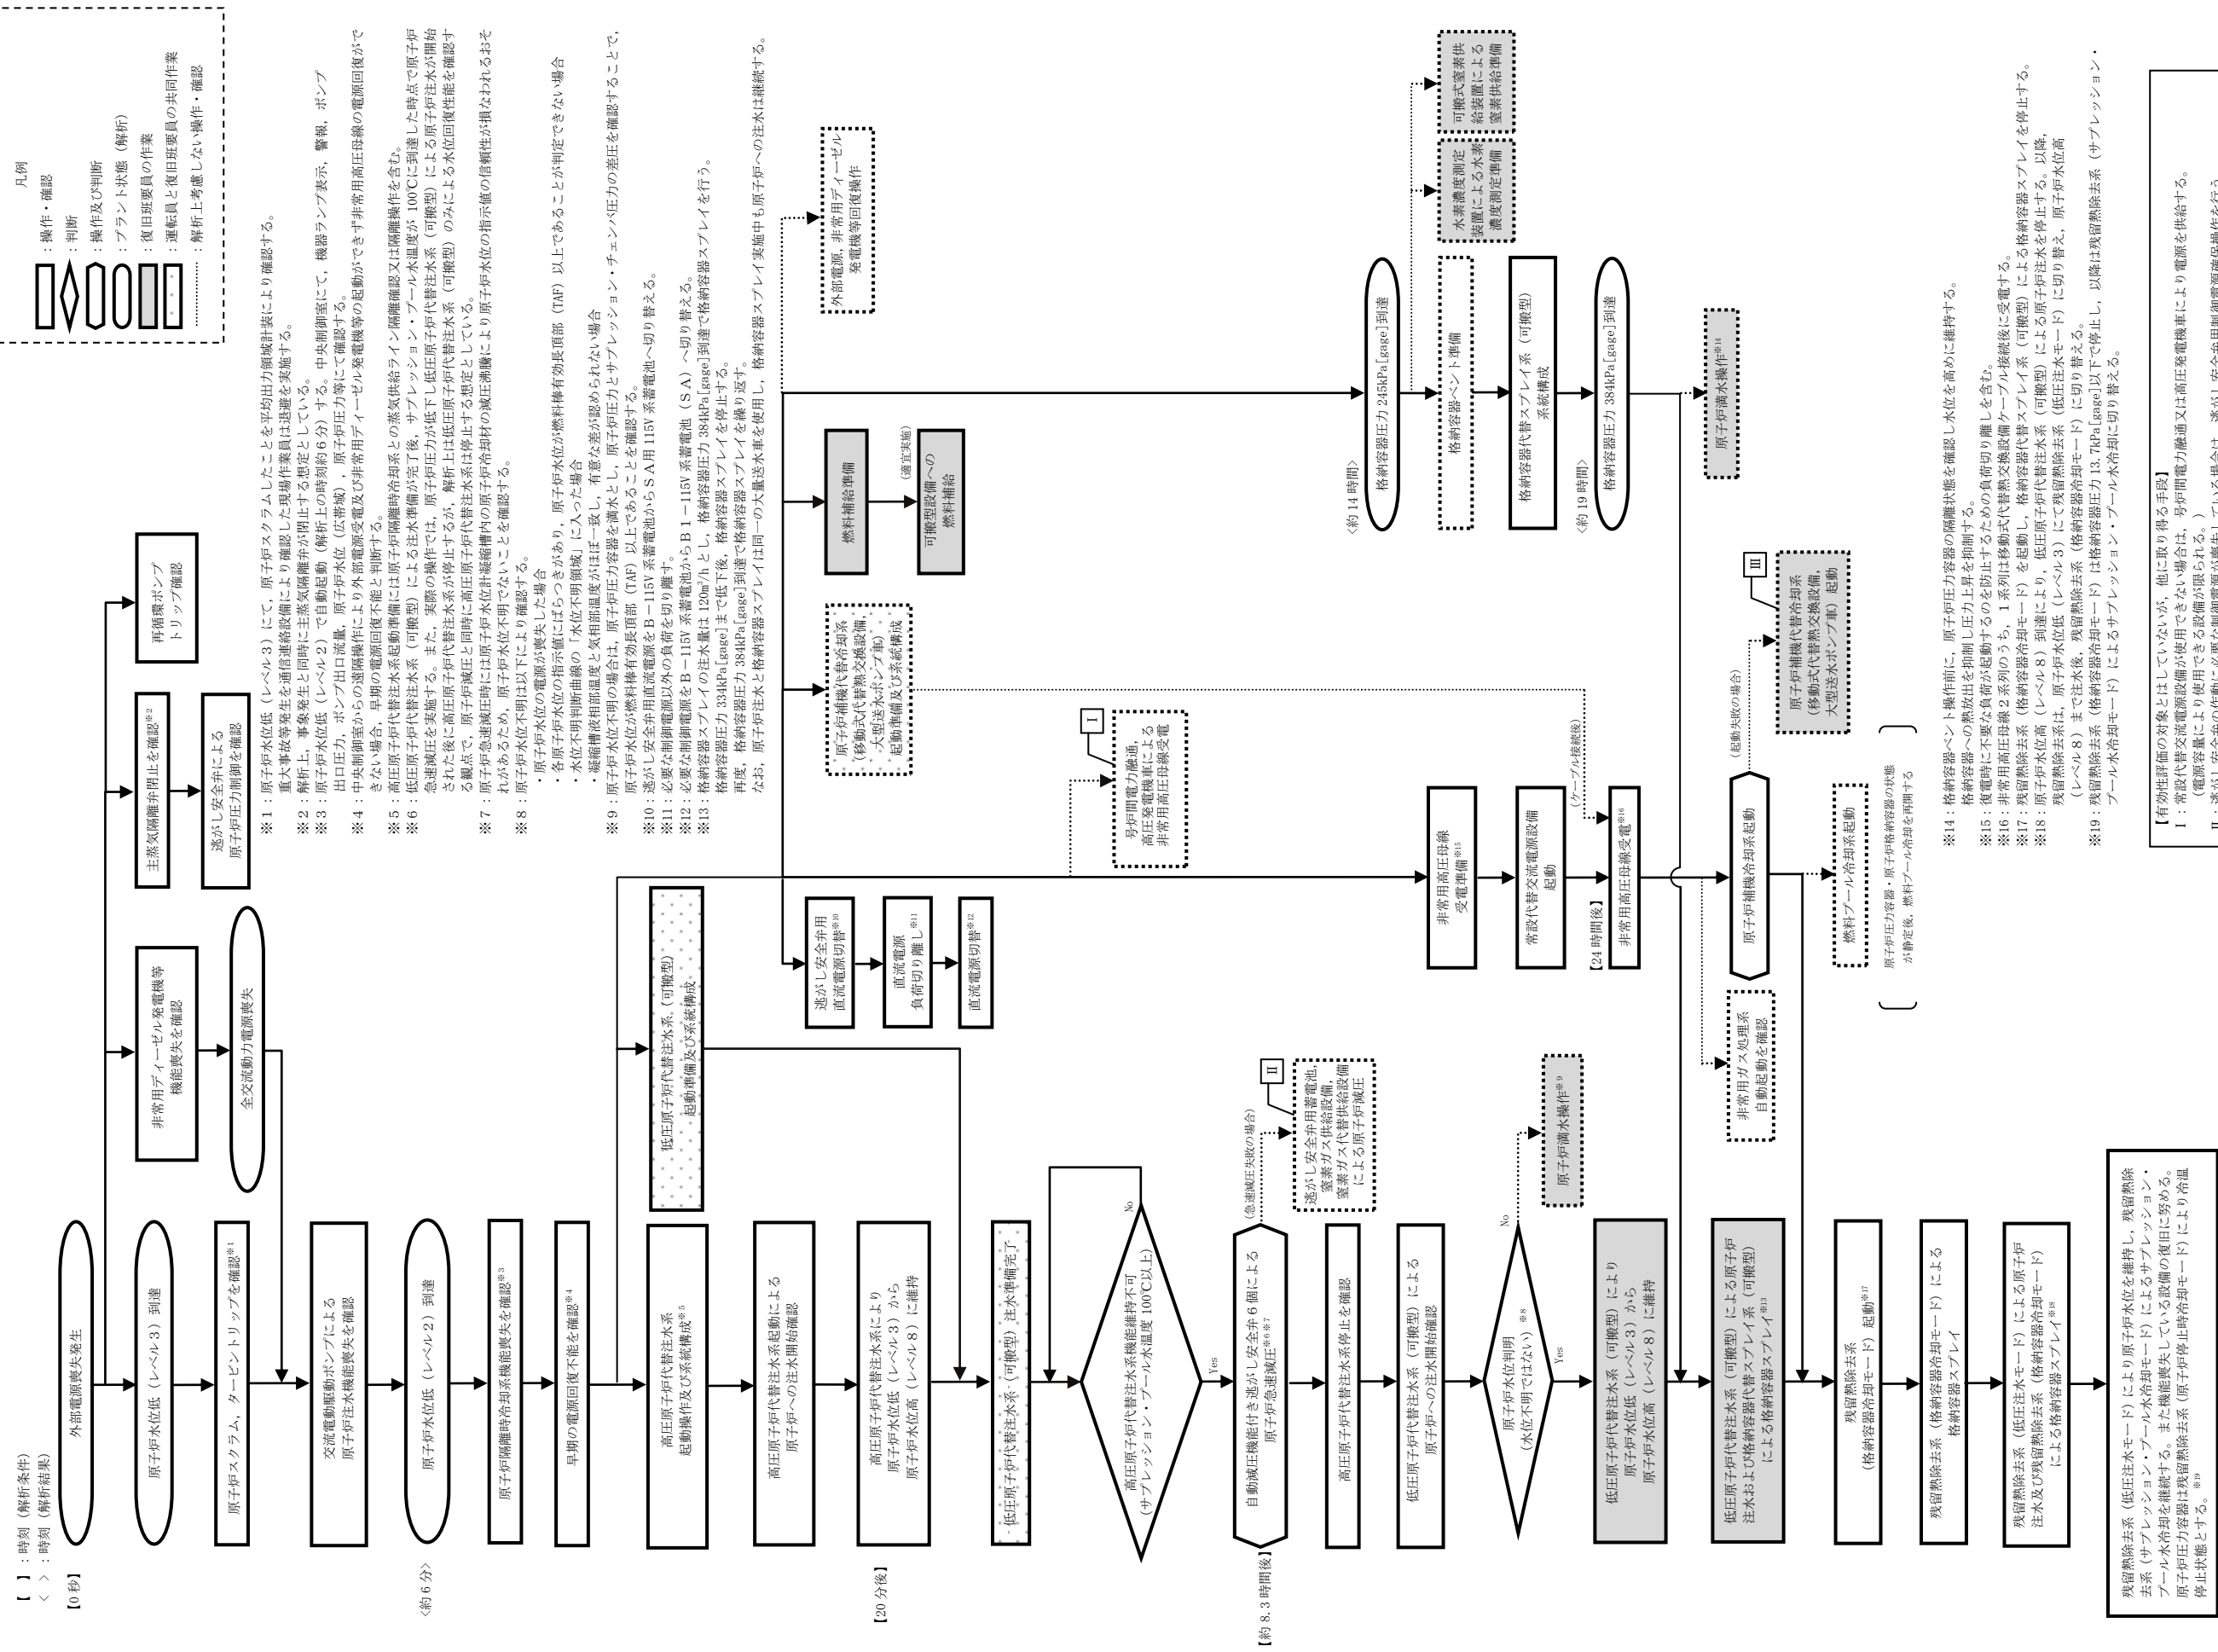 【　】：時刻（解析条件）
＜　＞：時刻（解析結果）
【0秒】
外部電源喪失発生
原子炉水位低（レベル３）到達
原子炉スクラム，タービントリップを確認※1
非常用ディーゼル発電機等
機能喪失を確認
全交流動力電源喪失
主蒸気隔離弁閉止を確認※2
逃がし安全弁による
原子炉圧力制御を確認
再循環ポンプ
トリップ確認
交流電動駆動ポンプによる
原子炉注水機能喪失を確認
＜約6分＞
原子炉水位低（レベル２）到達
原子炉隔離時冷却系機能喪失を確認※3
早期の電源回復不能を確認※4
高圧原子炉代替注水系
起動操作及び系統構成※5
高圧原子炉代替注水系起動による
原子炉への注水開始確認
【20分後】
高圧原子炉代替注水系により
原子炉水位低（レベル３）から
原子炉水位高（レベル８）に維持
低圧原子炉代替注水系（可搬型）
起動準備及び系統構成
低圧原子炉代替注水系（可搬型）注水準備完了
高圧原子炉代替注水系機能維持不可
（サプレッション・プール水温度100℃以上）
No
Yes
【約8.3時間後】
自動減圧機能付き逃がし安全弁６個による
原子炉急速減圧※6※7
（急速減圧失敗の場合）
Ⅱ
逃がし安全弁用蓄電池，
窒素ガス供給設備，
窒素ガス代替供給設備
による原子炉減圧
高圧原子炉代替注水系停止を確認
低圧原子炉代替注水系（可搬型）による
原子炉への注水開始確認
原子炉水位判明
（水位不明ではない）※8
No
Yes
原子炉満水操作※9
低圧原子炉代替注水系（可搬型）により
原子炉水位低（レベル３）から
原子炉水位高（レベル８）に維持
低圧原子炉代替注水系（可搬型）による原子炉
注水および格納容器代替スプレイ系（可搬型）
による格納容器スプレイ※13
残留熱除去系
（格納容器冷却モード）起動※17
残留熱除去系（格納容器冷却モード）による
格納容器スプレイ
残留熱除去系（低圧注水モード）による原子炉
注水及び残留熱除去系（格納容器冷却モード）
による格納容器スプレイ※18
残留熱除去系（低圧注水モード）により原子炉水位を維持し，残留熱除
去系（サプレッション・プール水冷却モード）によるサプレッション・
プール水冷却を継続する。また機能喪失している設備の復旧に努める。
原子炉圧力容器は残留熱除去系（原子炉停止時冷却モード）により冷温
停止状態とする。※19
逃がし安全弁用
直流電源切替※10
直流電源
負荷切り離し※11
直流電源切替※12
原子炉補機代替冷却系
（移動式代替熱交換設備，
大型送水ポンプ車）
起動準備及び系統構成
燃料補給準備
（適宜実施）
可搬型設備への
燃料補給
外部電源，非常用ディーゼル
発電機等回復操作
Ⅰ
号炉間電力融通，
高圧発電機車による
非常用高圧母線受電
非常用高圧母線
受電準備※15
常設代替交流電源設備
起動
【24時間後】
（ケーブル接続後）
非常用高圧母線受電※16
原子炉補機冷却系起動
（起動失敗の場合）
Ⅲ
原子炉補機代替冷却系
（移動式代替熱交換設備，
大型送水ポンプ車）起動
非常用ガス処理系
自動起動を確認
燃料プール冷却系起動
原子炉圧力容器・原子炉格納容器の状態
が静定後，燃料プール冷却を再開する
＜約14時間＞
格納容器圧力245kPa[gage]到達
格納容器ベント準備
格納容器代替スプレイ系（可搬型）
系統構成
＜約19時間＞
格納容器圧力384kPa[gage]到達
原子炉満水操作※14
水素濃度測定
装置による水素
濃度測定準備
可搬式窒素供
給装置による
窒素供給準備
凡例
：操作・確認
：判断
：操作及び判断
：プラント状態（解析）
：復旧班要員の作業
：運転員と復旧班要員の共同作業
：解析上考慮しない操作・確認
※１：原子炉水位低（レベル３）にて，原子炉スクラムしたことを平均出力領域計装により確認する。
重大事故等発生を通信連絡設備により確認した現場作業員は退避を実施する。
※２：解析上，事象発生と同時に主蒸気隔離弁が閉止する想定としている。
※３：原子炉水位低（レベル２）で自動起動（解析上の時刻約６分）する。中央制御室にて，機器ランプ表示，警報，ポンプ
出口圧力，ポンプ出口流量，原子炉水位（広帯域），原子炉圧力等にて確認する。
※４：中央制御室からの遠隔操作により外部電源受電及び非常用ディーゼル発電機等の起動ができず非常用高圧母線の電源回復がで
きない場合，早期の電源回復不能と判断する。
※５：高圧原子炉代替注水系起動準備には原子炉隔離時冷却系との蒸気供給ライン隔離確認又は隔離操作を含む。
※６：低圧原子炉代替注水系（可搬型）による注水準備が完了後，サプレッション・プール水温度が100℃に到達した時点で原子炉
急速減圧を実施する。また，実際の操作では，原子炉圧力が低下し低圧原子炉代替注水系（可搬型）による原子炉注水が開始
された後に高圧原子炉代替注水系が停止するが，解析上は低圧原子炉代替注水系（可搬型）のみによる水位回復性能を確認す
る観点で，原子炉減圧と同時に高圧原子炉代替注水系は停止する想定としている。
※７：原子炉急速減圧時には原子炉水位計凝縮槽内の原子炉冷却材の減圧沸騰により原子炉水位の指示値の信頼性が損なわれるおそ
れがあるため，原子炉水位不明でないことを確認する。
※８：原子炉水位不明は以下により確認する。
・原子炉水位の電源が喪失した場合
・各原子炉水位の指示値にばらつきがあり，原子炉水位が燃料棒有効長頂部（TAF）以上であることが判定できない場合
・水位不明判断曲線の「水位不明領域」に入った場合
・凝縮槽液相部温度と気相部温度がほぼ一致し，有意な差が認められない場合
※９：原子炉水位不明の場合は，原子炉圧力容器を満水とし，原子炉圧力とサプレッション・チェンバ圧力の差圧を確認することで，
原子炉水位が燃料棒有効長頂部（TAF）以上であることを確認する。
※10：逃がし安全弁用直流電源をＢ－115V系蓄電池からＳＡ用115V系蓄電池へ切り替える。
※11：必要な制御電源以外の負荷を切り離す。
※12：必要な制御電源をＢ－115V系蓄電池からＢ１－115V系蓄電池（ＳＡ）へ切り替える。
※13：格納容器スプレイの注水量は120m³/hとし，格納容器圧力384kPa[gage]到達で格納容器スプレイを行う。
格納容器圧力334kPa[gage]まで低下後，格納容器スプレイを停止する。
再度，格納容器圧力384kPa[gage]到達で格納容器スプレイを繰り返す。
なお，原子炉注水と格納容器スプレイは同一の大量送水車を使用し，格納容器スプレイ実施中も原子炉への注水は継続する。
※14：格納容器ベント操作前に，原子炉圧力容器の隔離状態を確認し水位を高めに維持する。
格納容器への熱放出を抑制し圧力上昇を抑制する。
※15：復電時に不要な負荷が起動するのを防止するための負荷切り離しを含む。
※16：非常用高圧母線２系列のうち，１系列は移動式代替熱交換設備ケーブル接続後に受電する。
※17：残留熱除去系（格納容器冷却モード）を起動し，格納容器代替スプレイ系（可搬型）による格納容器スプレイを停止する。
※18：原子炉水位高（レベル８）到達により，低圧原子炉代替注水系（可搬型）による原子炉注水を停止する。以降，
残留熱除去系は，原子炉水位低（レベル３）にて残留熱除去系（低圧注水モード）に切り替え，原子炉水位高
（レベル８）まで注水後，残留熱除去系（格納容器冷却モード）に切り替える。
※19：残留熱除去系（格納容器冷却モード）は格納容器圧力13.7kPa[gage]以下で停止し，以降は残留熱除去系（サプレッション・
プール水冷却モード）によるサプレッション・プール水冷却に切り替える。
【有効性評価の対象とはしていないが，他に取り得る手段】
Ⅰ：常設代替交流電源設備が使用できない場合は，号炉間電力融通又は高圧発電機車により電源を供給する。
（電源容量により使用できる設備が限られる。）